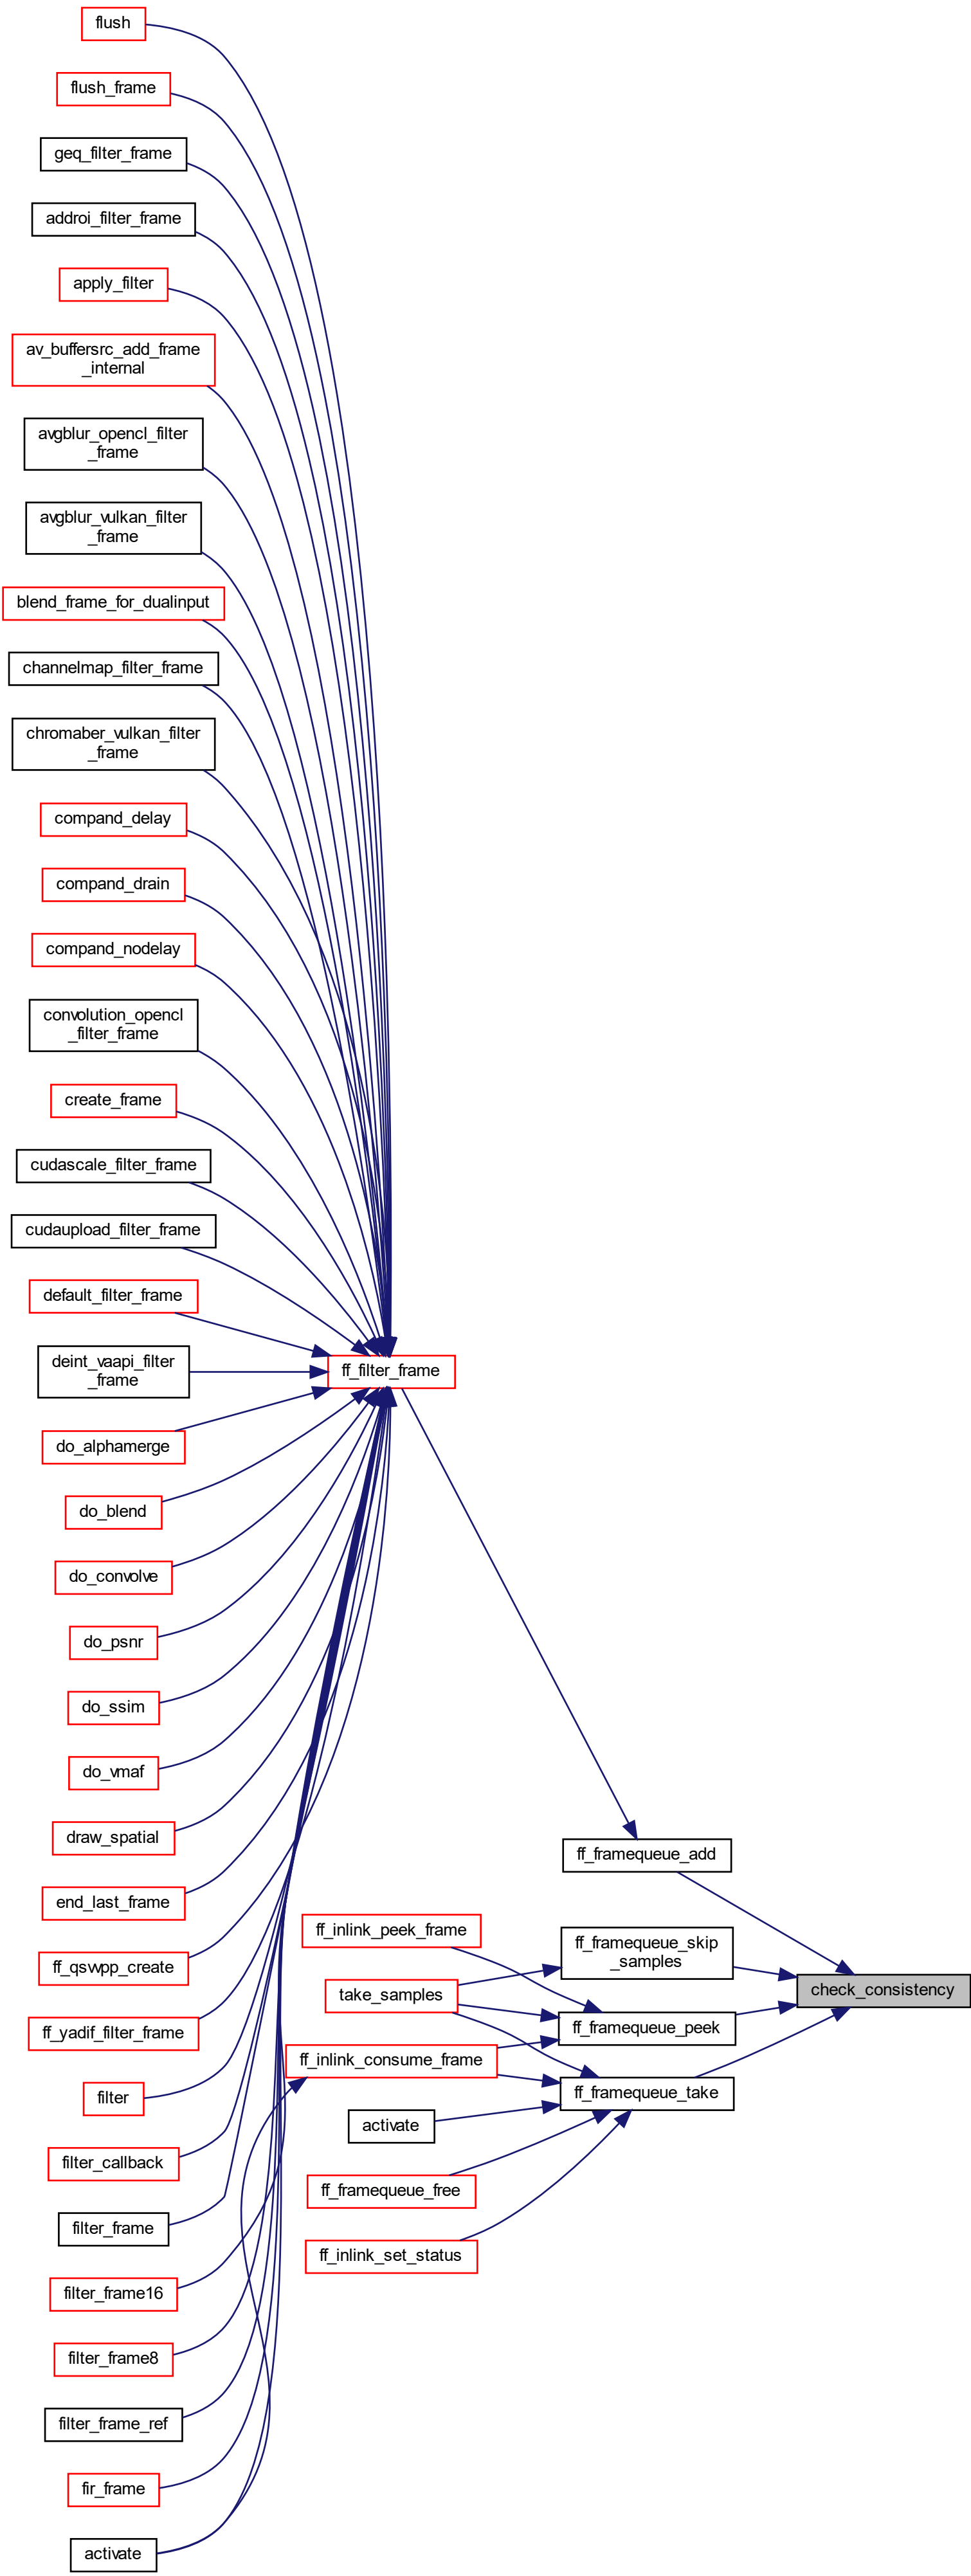 flush
flush_frame
geq_filter_frame
addroi_filter_frame
apply_filter
av_buffersrc_add_frame
_internal
avgblur_opencl_filter
_frame
avgblur_vulkan_filter
_frame
blend_frame_for_dualinput
channelmap_filter_frame
chromaber_vulkan_filter
_frame
compand_delay
compand_drain
compand_nodelay
convolution_opencl
_filter_frame
create_frame
cudascale_filter_frame
cudaupload_filter_frame
default_filter_frame
deint_vaapi_filter
_frame
ff_filter_frame
do_alphamerge
do_blend
do_convolve
do_psnr
do_ssim
do_vmaf
draw_spatial
end_last_frame
ff_qsvvpp_create
ff_yadif_filter_frame
filter
filter_callback
filter_frame
filter_frame16
filter_frame8
filter_frame_ref
fir_frame
activate
ff_framequeue_add
ff_inlink_peek_frame
ff_framequeue_skip
_samples
check_consistency
take_samples
ff_framequeue_peek
ff_inlink_consume_frame
ff_framequeue_take
activate
ff_framequeue_free
ff_inlink_set_status